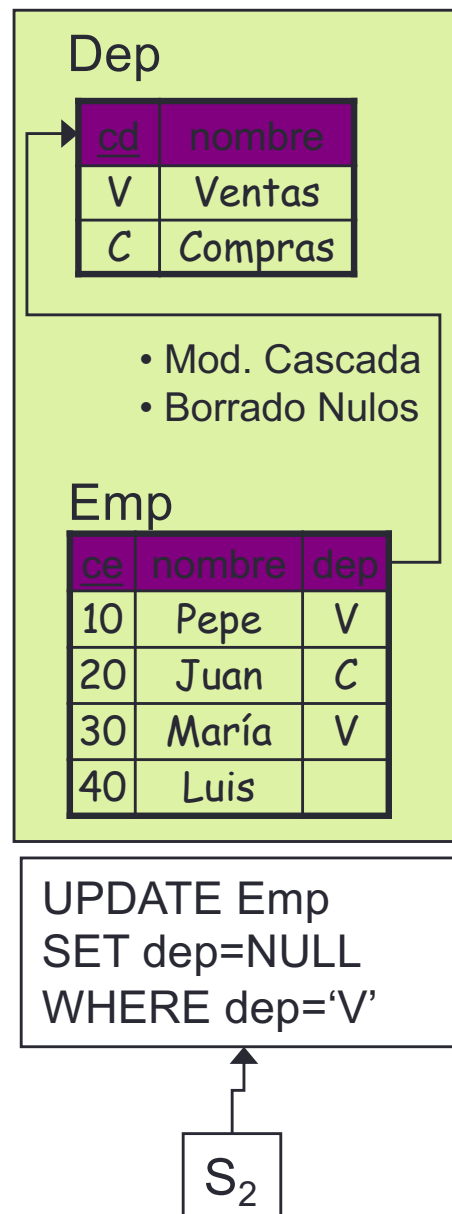 Dep
cd nombre
V Ventas
C Compras
• Mod. Cascada
• Borrado Nulos
Emp
ce nombre dep
10 Pepe V
20 Juan C
30 María V
40 Luis
UPDATE Emp
SET dep=NULL
WHERE dep=‘V’
S₂